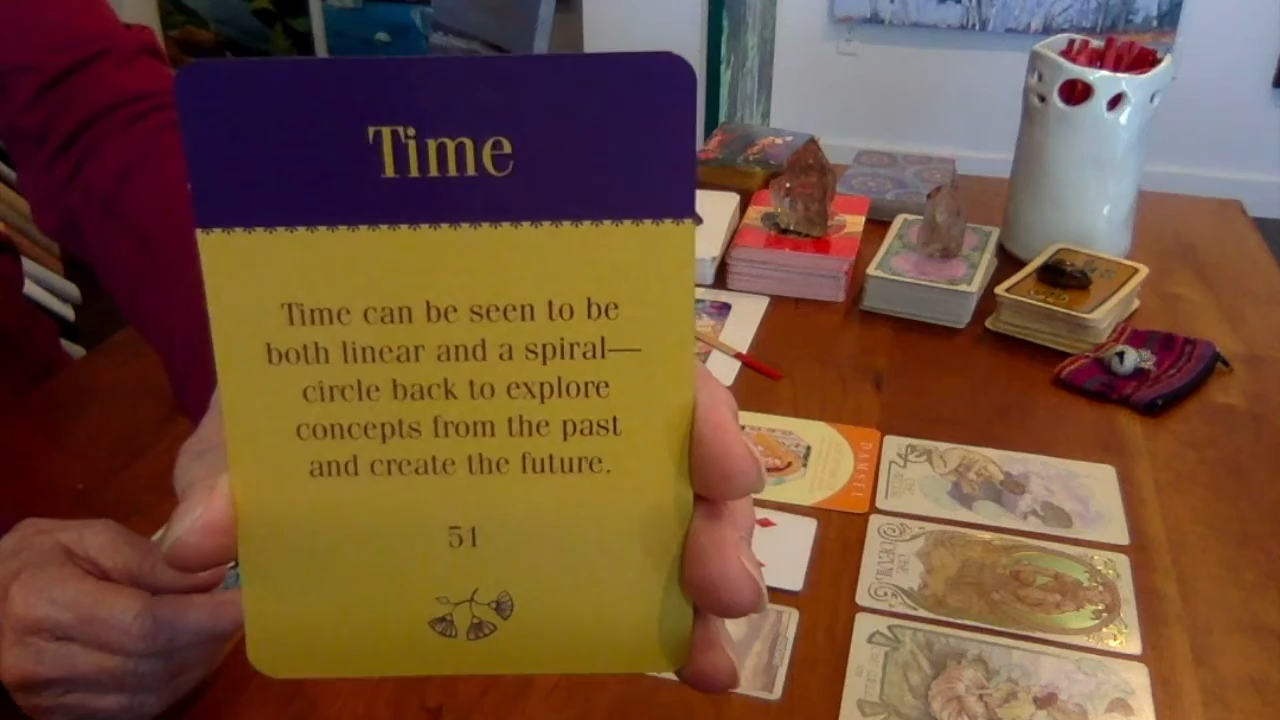 Time
Time can be seen to be
both linear and a spiral—
circle back to explore
concepts from the past
and create the future.
51
DAMSEL